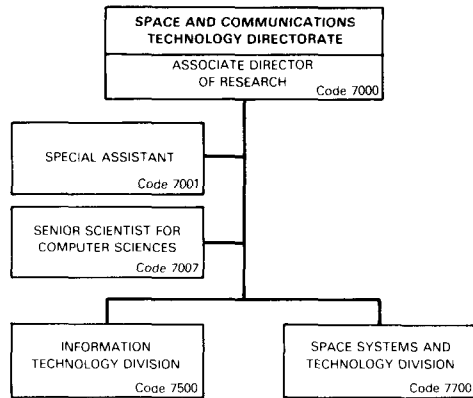 SPACE AND COMMUNICATIONS
TECHNOLOGY DIRECTORATE
ASSOCIATE DIRECTOR
OF RESEARCH
Code 7000
SPECIAL ASSISTANT
Code 7001
SENIOR SCIENTIST FOR
COMPUTER SCIENCES
Code 7007
INFORMATION
TECHNOLOGY DIVISION
Code 7500
SPACE SYSTEMS AND
TECHNOLOGY DIVISION
Code 7700